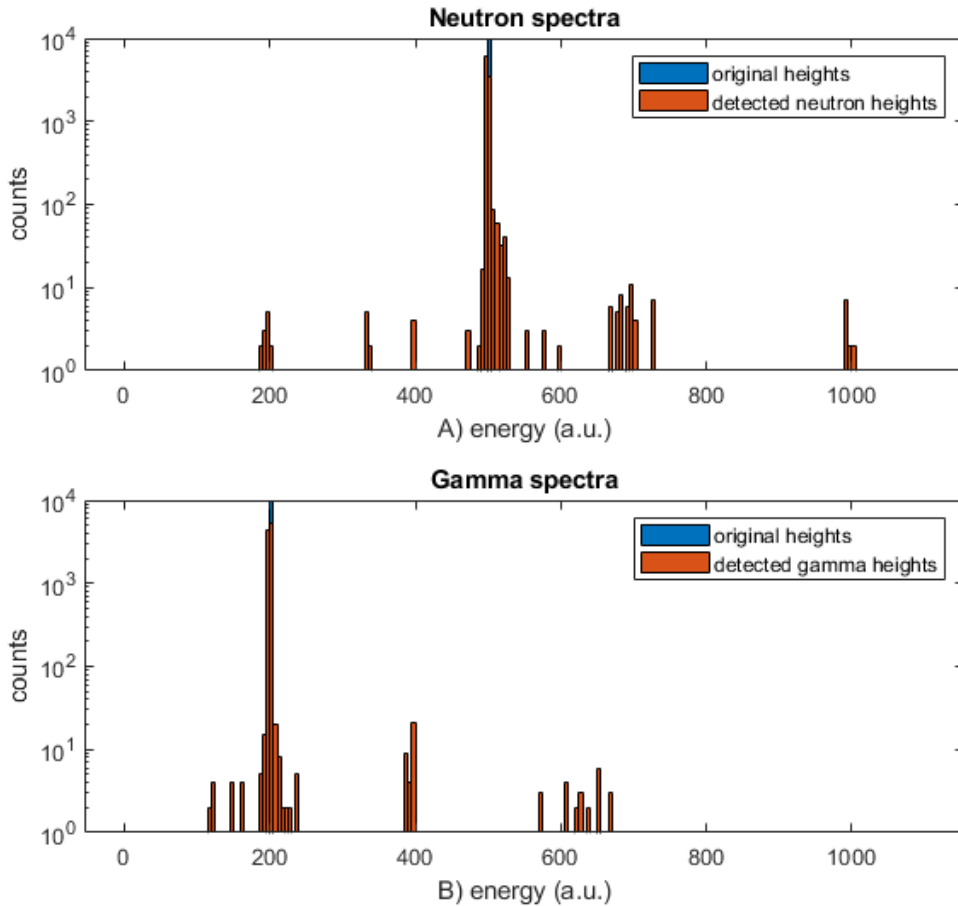 Neutron spectra
10^4
10^3
10^2
10^1
10^0
counts
original heights
detected neutron heights
0 200 400 600 800 1000
A) energy (a.u.)
Gamma spectra
10^4
10^3
10^2
10^1
10^0
counts
original heights
detected gamma heights
0 200 400 600 800 1000
B) energy (a.u.)